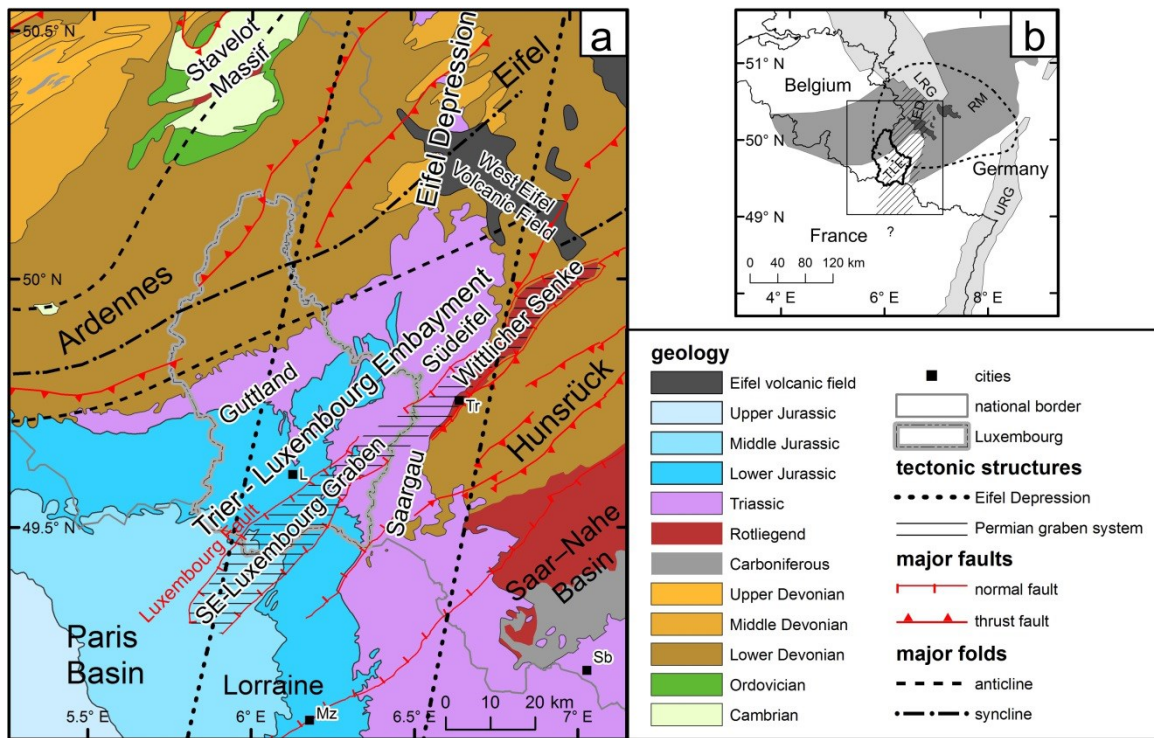 a
50.5° N
50° N
49.5° N
5.5° E
6° E
6.5° E
7° E
Stavelot
Massif
Eifel Depression
Eifel
West Eifel
Volcanic Field
Ardennes
Guttland
Trier - Luxembourg Embayment
Südeifel
Wittlicher Senke
Tr
Hunsrück
L
Luxembourg Fault
SE-Luxembourg Graben
Saargau
Saar–Nahe
Basin
Paris
Basin
Lorraine
Mz
Sb
0 10 20 km
b
51° N
50° N
49° N
4° E
6° E
8° E
Belgium
LRG
ED
RM
TLE
Germany
URG
France
?
0 40 80 120 km
geology
Eifel volcanic field
Upper Jurassic
Middle Jurassic
Lower Jurassic
Triassic
Rotliegend
Carboniferous
Upper Devonian
Middle Devonian
Lower Devonian
Ordovician
Cambrian
cities
national border
Luxembourg
tectonic structures
Eifel Depression
Permian graben system
major faults
normal fault
thrust fault
major folds
anticline
syncline